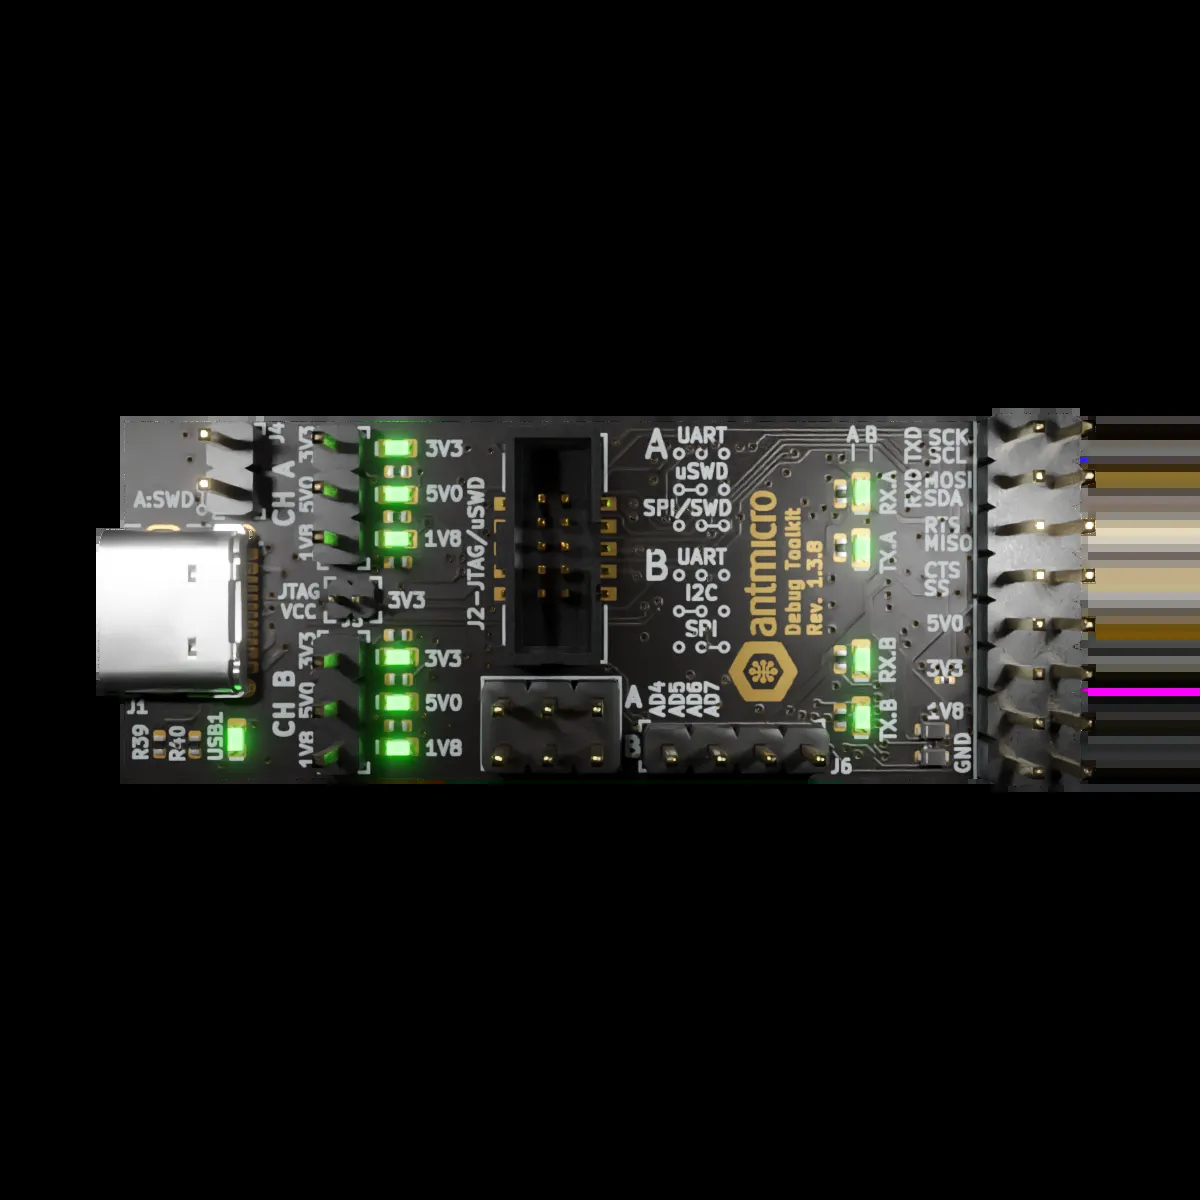 J4
A:SWD
CH A
3V3
5V0
1V8
3V3
5V0
1V8
JTAG
VCC
3V3
CH B
3V3
5V0
1V8
3V3
5V0
1V8
J1
R39
R40
USB1
J2-JTAG/uSWD
A
UART
uSWD
SPI/SWD
B
UART
I2C
SPI
A
B
AD4
AD5
AD6
AD7
J6
antmicro
Debug Toolkit
Rev. 1.3.8
A B
RX.A
TX.A
RX.B
TX.B
TXD
RXD
SCK
SCL
MOSI
SDA
RTS
MISO
CTS
SS
5V0
3V3
1V8
GND